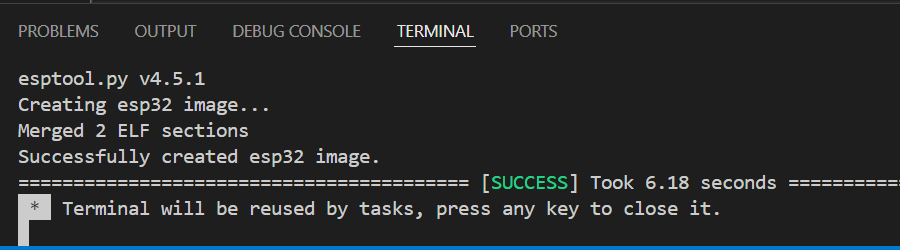 PROBLEMS OUTPUT DEBUG CONSOLE TERMINAL PORTS
esptool.py v4.5.1
Creating esp32 image...
Merged 2 ELF sections
Successfully created esp32 image.
========================================= [SUCCESS] Took 6.18 seconds ==========
* Terminal will be reused by tasks, press any key to close it.